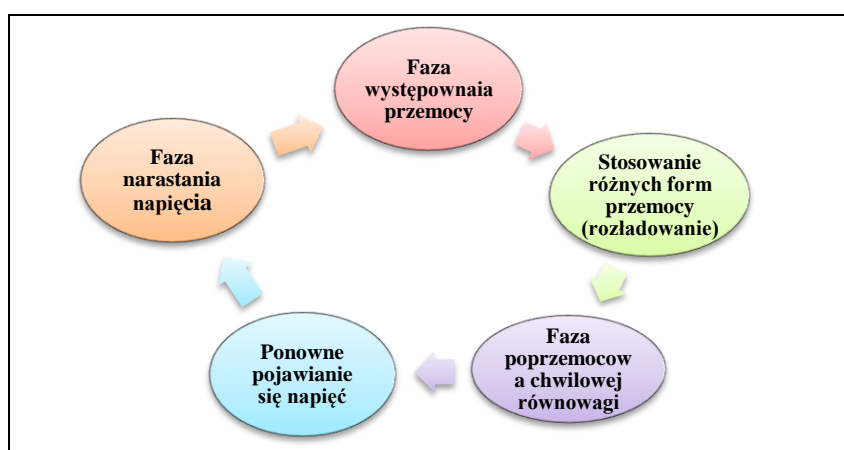 Faza
występownaia
przemocy
Stosowanie
różnych form
przemocy
(rozładowanie)
Faza
poprzemocow
a chwilowej
równowagi
Ponowne
pojawianie
się napięć
Faza
narastania
napięcia